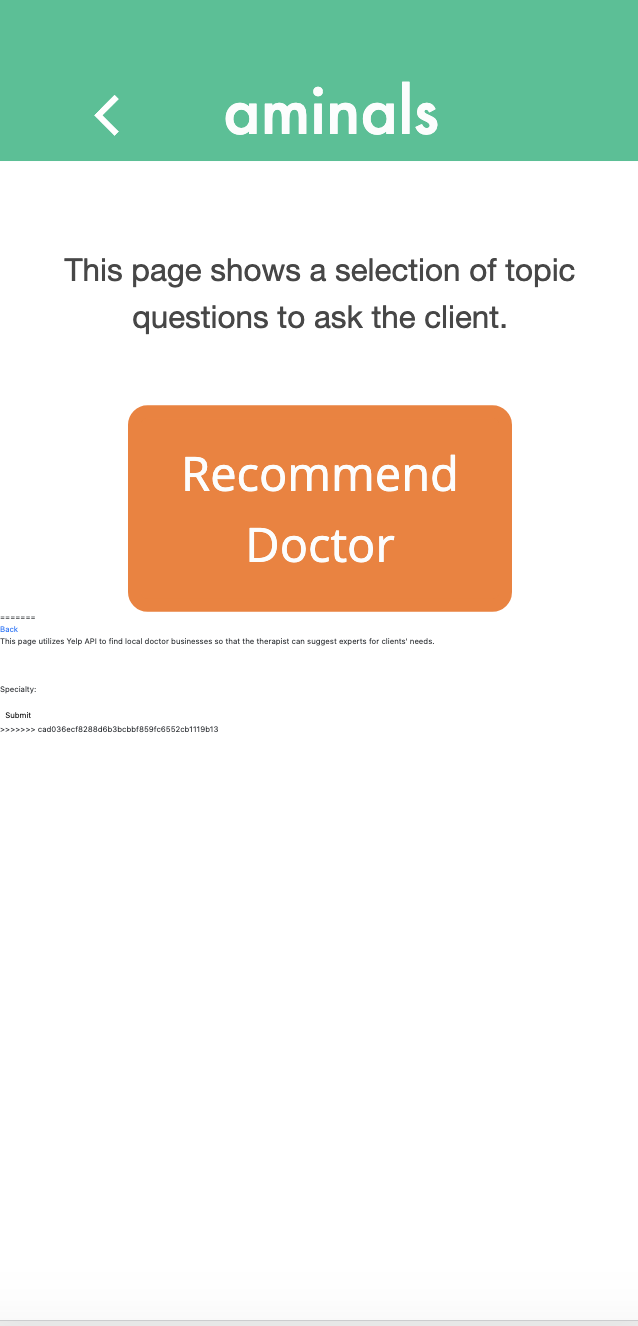 aminals
This page shows a selection of topic
questions to ask the client.
Recommend
Doctor
=======
Back
This page utilizes Yelp API to find local doctor businesses so that the therapist can suggest experts for clients' needs.
Specialty:
Submit
>>>>>>> cad036ecf8288d6b3bcbbf859fc6552cb1119b13